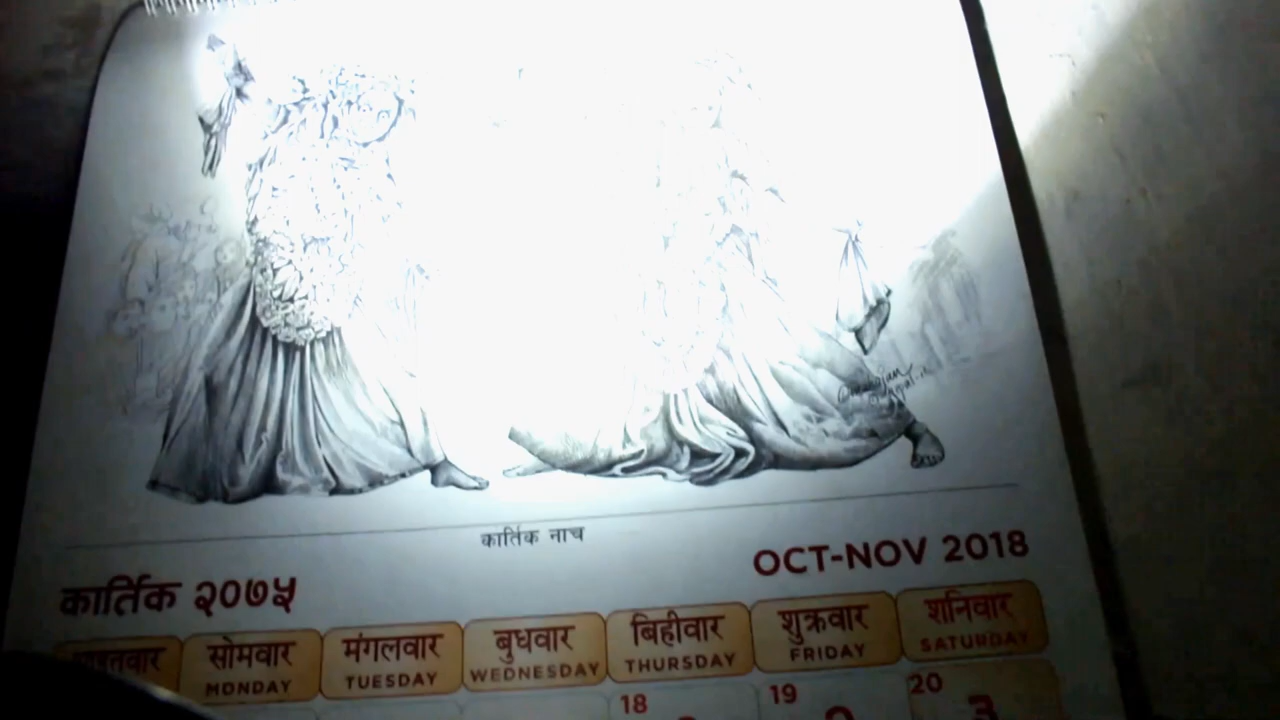 कार्तिक नाच
कार्तिक २०७५
OCT-NOV 2018
सोमवार मंगलवार बुधवार बिहीवार शुक्रवार शनिवार
MONDAY TUESDAY WEDNESDAY THURSDAY FRIDAY SATURDAY
18 19 20